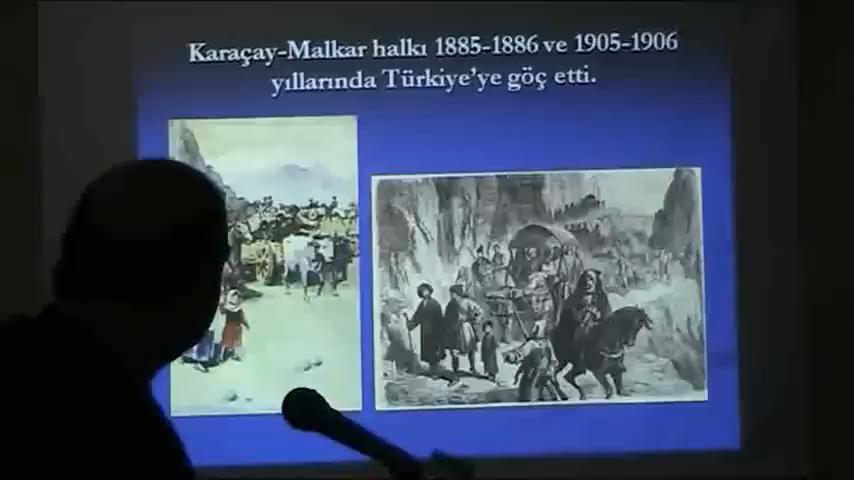 Karaçay-Malkar halkı 1885-1886 ve 1905-1906
yıllarında Türkiye'ye göç etti.